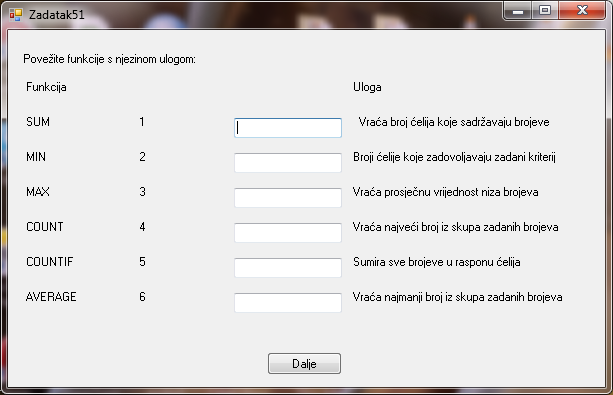 Zadatak51
Povežite funkcije s njezinom ulogom:
Funkcija Uloga
SUM 1 Vraća broj ćelija koje sadržavaju brojeve
MIN 2 Broji ćelije koje zadovoljavaju zadani kriterij
MAX 3 Vraća prosječnu vrijednost niza brojeva
COUNT 4 Vraća najveći broj iz skupa zadanih brojeva
COUNTIF 5 Sumira sve brojeve u rasponu ćelija
AVERAGE 6 Vraća najmanji broj iz skupa zadanih brojeva
Dalje